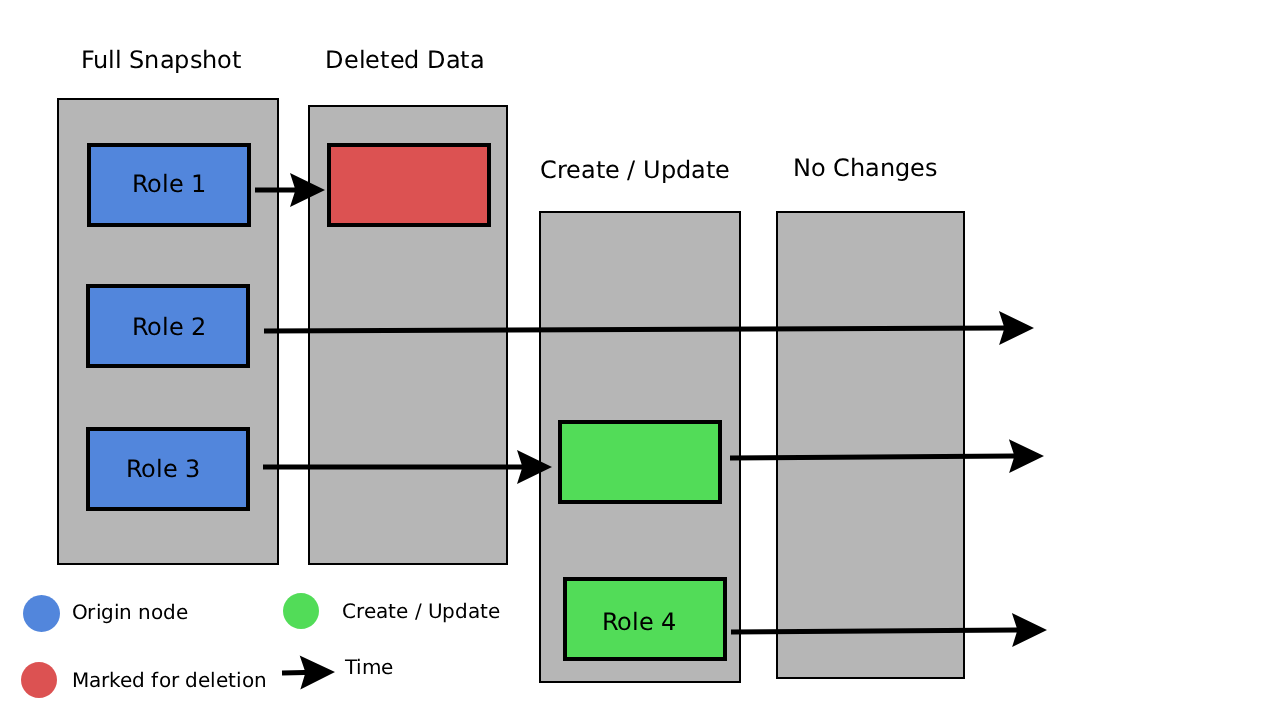 Full Snapshot
Deleted Data
Create / Update
No Changes
Role 1
Role 2
Role 3
Role 4
Origin node
Create / Update
Marked for deletion
Time